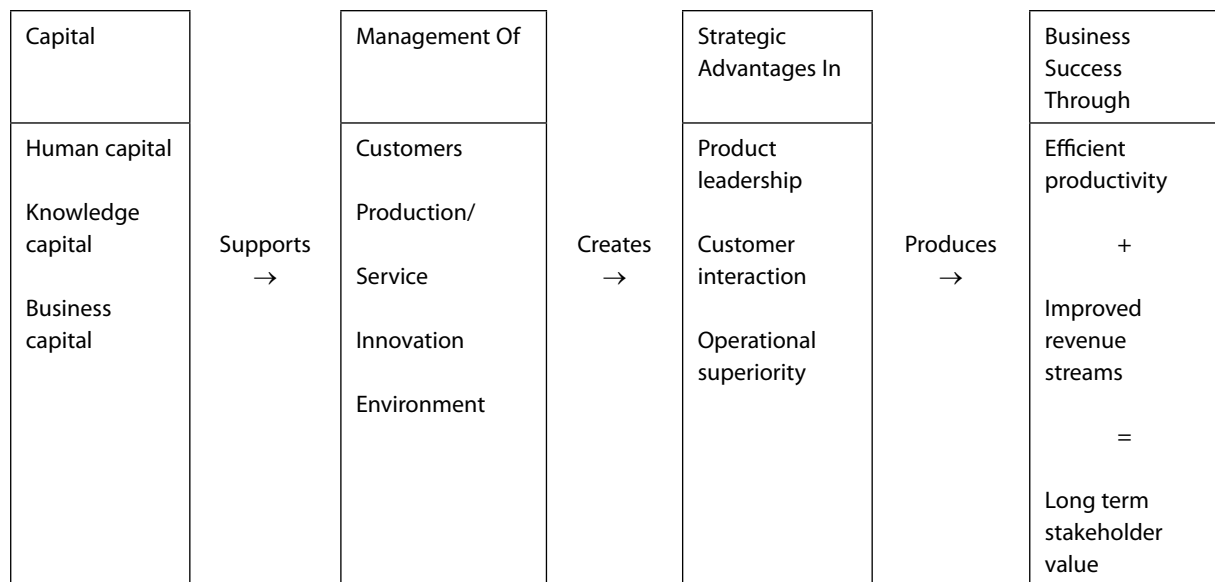 Capital
Human capital
Knowledge
capital
Business
capital
Supports
→
Management Of
Customers
Production/
Service
Innovation
Environment
Creates
→
Strategic
Advantages In
Product
leadership
Customer
interaction
Operational
superiority
Produces
→
Business
Success
Through
Efficient
productivity
+
Improved
revenue
streams
=
Long term
stakeholder
value